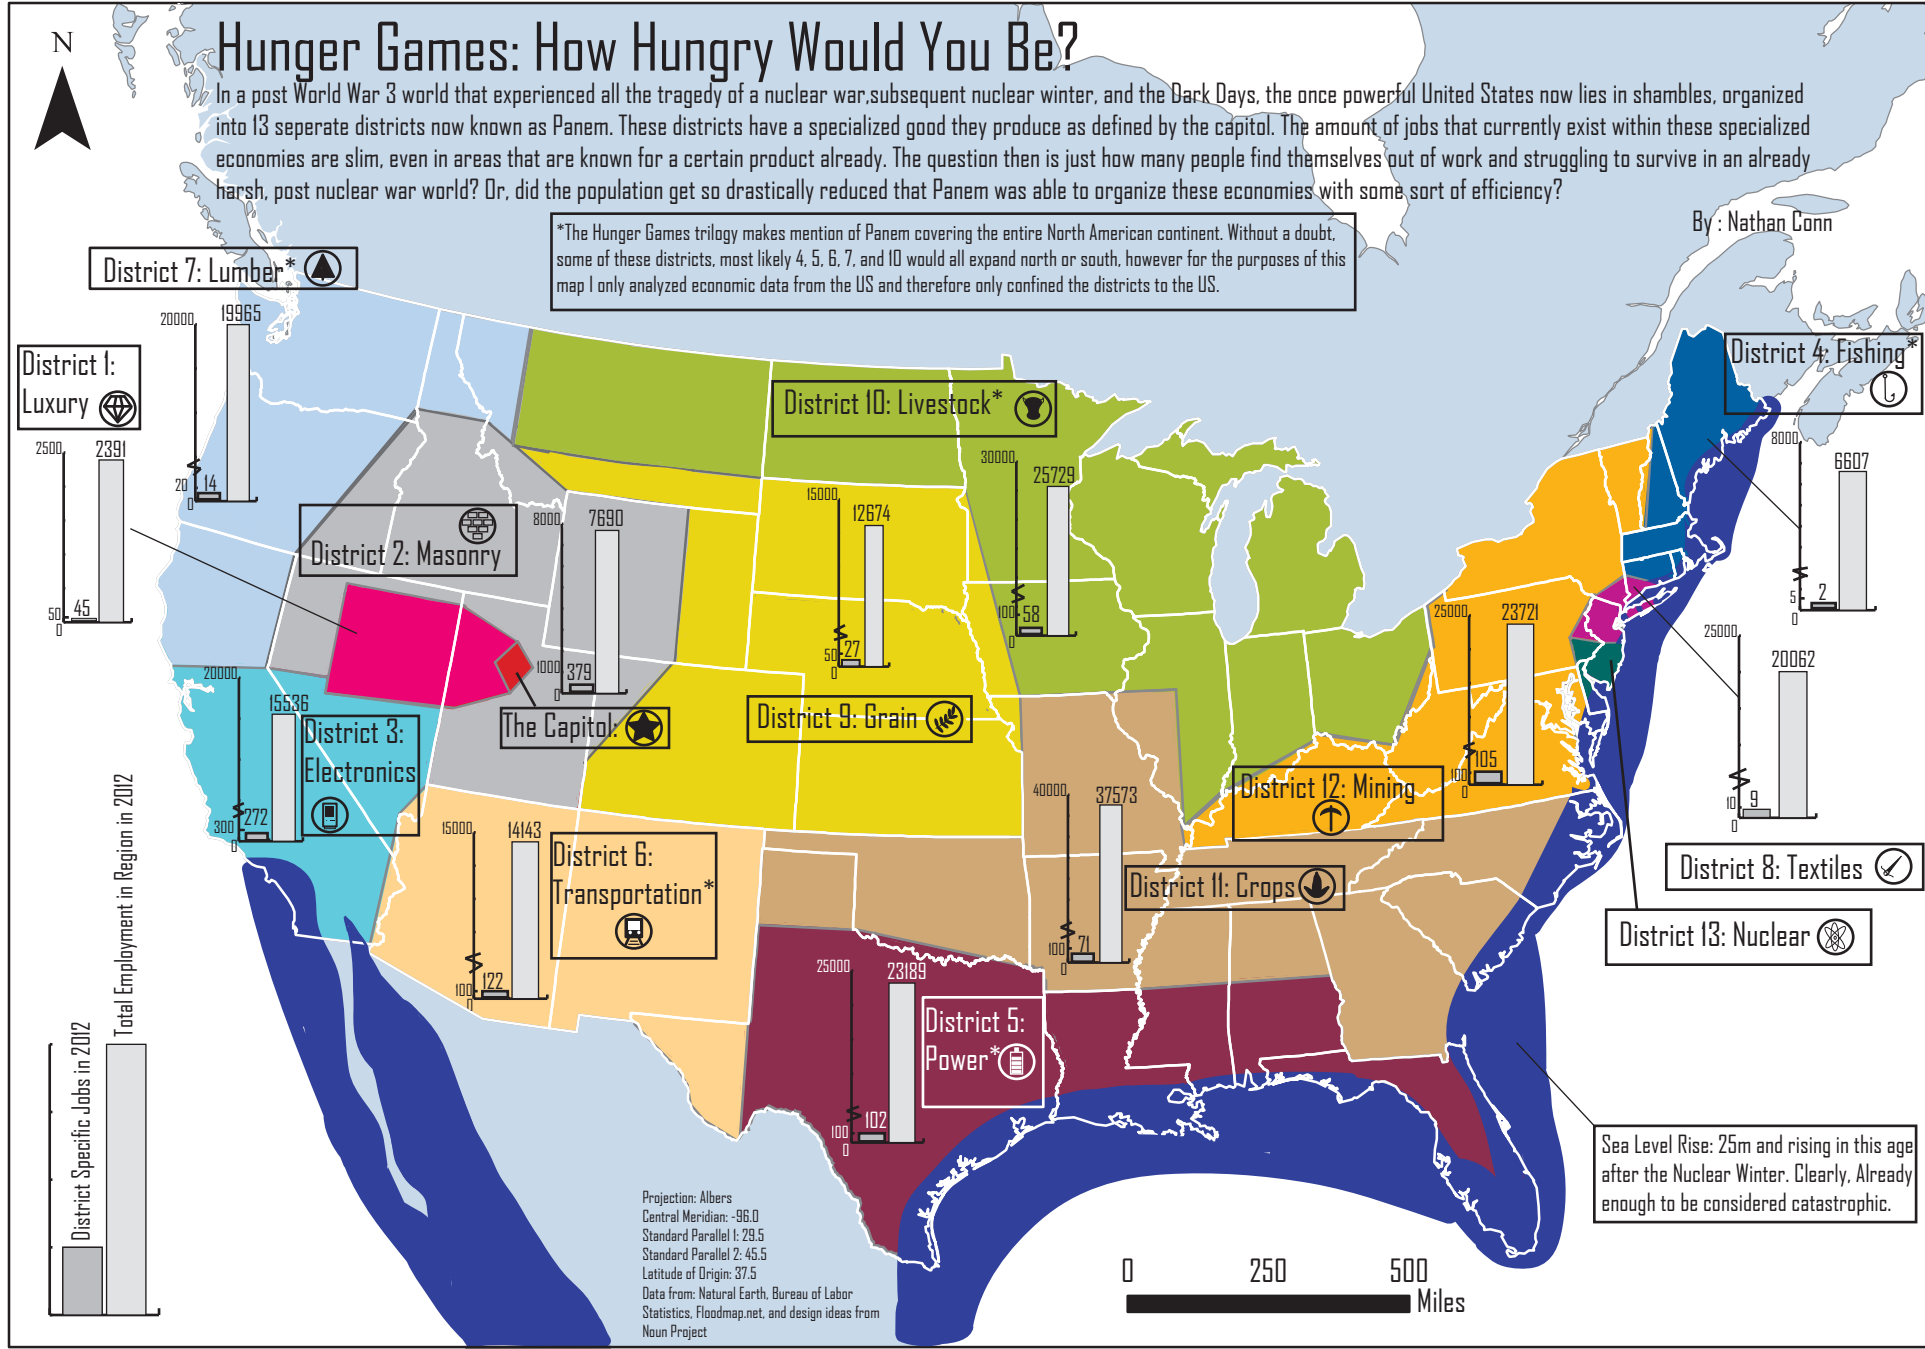 N
Hunger Games: How Hungry Would You Be?
In a post World War 3 world that experienced all the tragedy of a nuclear war,subsequent nuclear winter, and the Dark Days, the once powerful United States now lies in shambles, organized
into 13 seperate districts now known as Panem. These districts have a specialized good they produce as defined by the capitol. The amount of jobs that currently exist within these specialized
economies are slim, even in areas that are known for a certain product already. The question then is just how many people find themselves out of work and struggling to survive in an already
harsh, post nuclear war world? Or, did the population get so drastically reduced that Panem was able to organize these economies with some sort of efficiency?
By : Nathan Conn
*The Hunger Games trilogy makes mention of Panem covering the entire North American continent. Without a doubt,
some of these districts, most likely 4, 5, 6, 7, and 10 would all expand north or south, however for the purposes of this
map I only analyzed economic data from the US and therefore only confined the districts to the US.
District 7: Lumber*
20000
19965
20
14
0
District 1:
Luxury
2500
2391
50
45
0
District 2: Masonry
8000
7690
1000
379
0
District 10: Livestock*
30000
25729
100
58
0
District 4: Fishing*
8000
6607
5
2
0
15000
12674
50
27
0
District 9: Grain
The Capitol:
20000
15536
300
272
0
District 3:
Electronics
25000
23721
100
105
0
District 12: Mining
25000
20062
10
9
0
District 8: Textiles
District 13: Nuclear
15000
14143
100
122
0
District 6:
Transportation*
40000
37573
100
71
0
District 11: Crops
25000
23189
100
102
0
District 5:
Power*
District Specific Jobs in 2012
Total Employment in Region in 2012
Sea Level Rise: 25m and rising in this age
after the Nuclear Winter. Clearly, Already
enough to be considered catastrophic.
Projection: Albers
Central Meridian: -96.0
Standard Parallel 1: 29.5
Standard Parallel 2: 45.5
Latitude of Origin: 37.5
Data from: Natural Earth, Bureau of Labor
Statistics, Floodmap.net, and design ideas from
Noun Project
0 250 500
Miles